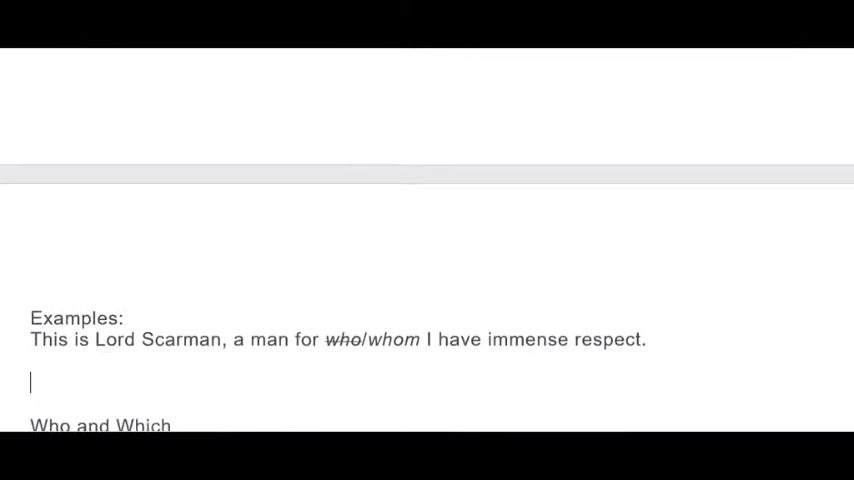 Examples:
This is Lord Scarman, a man for who/whom I have immense respect.
Who and Which